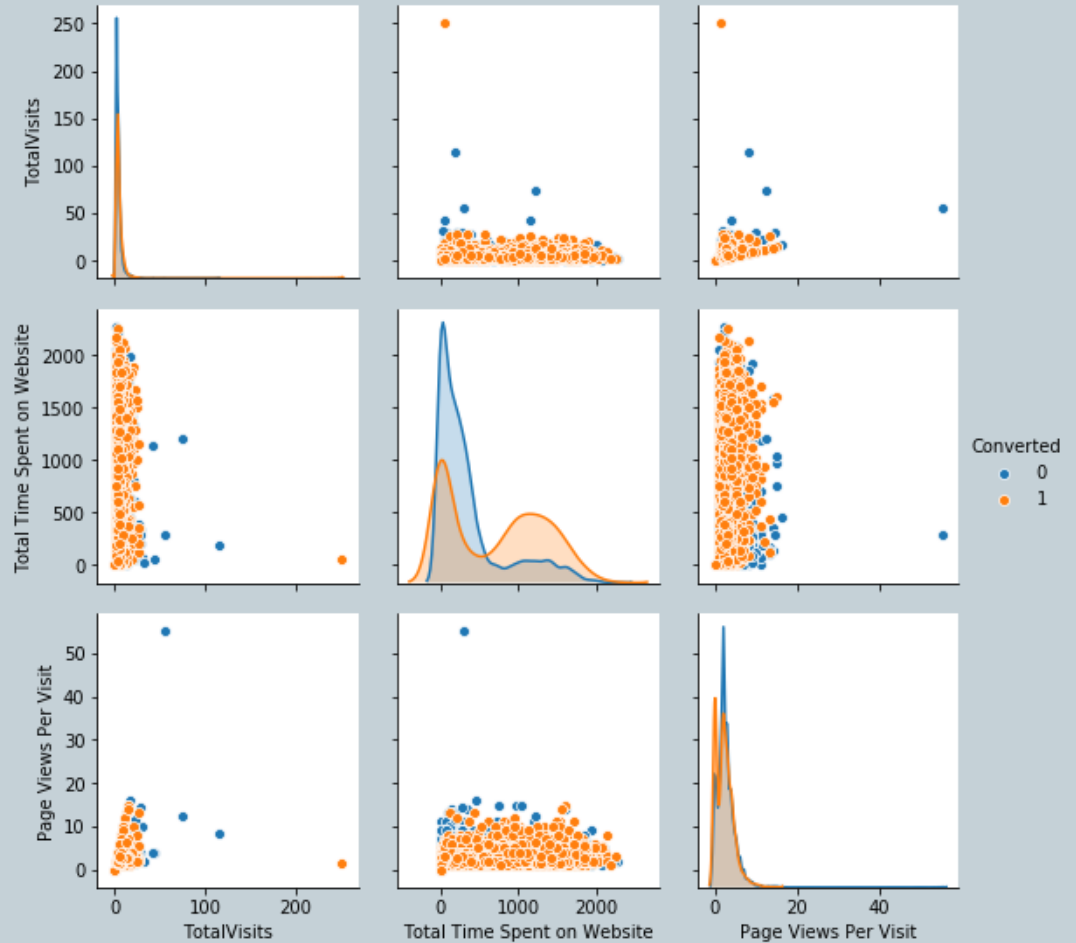 250
200
150
100
50
0
TotalVisits
2000
1500
1000
500
0
Total Time Spent on Website
Converted
0
1
50
40
30
20
10
0
Page Views Per Visit
0 100 200
TotalVisits
0 1000 2000
Total Time Spent on Website
0 20 40
Page Views Per Visit